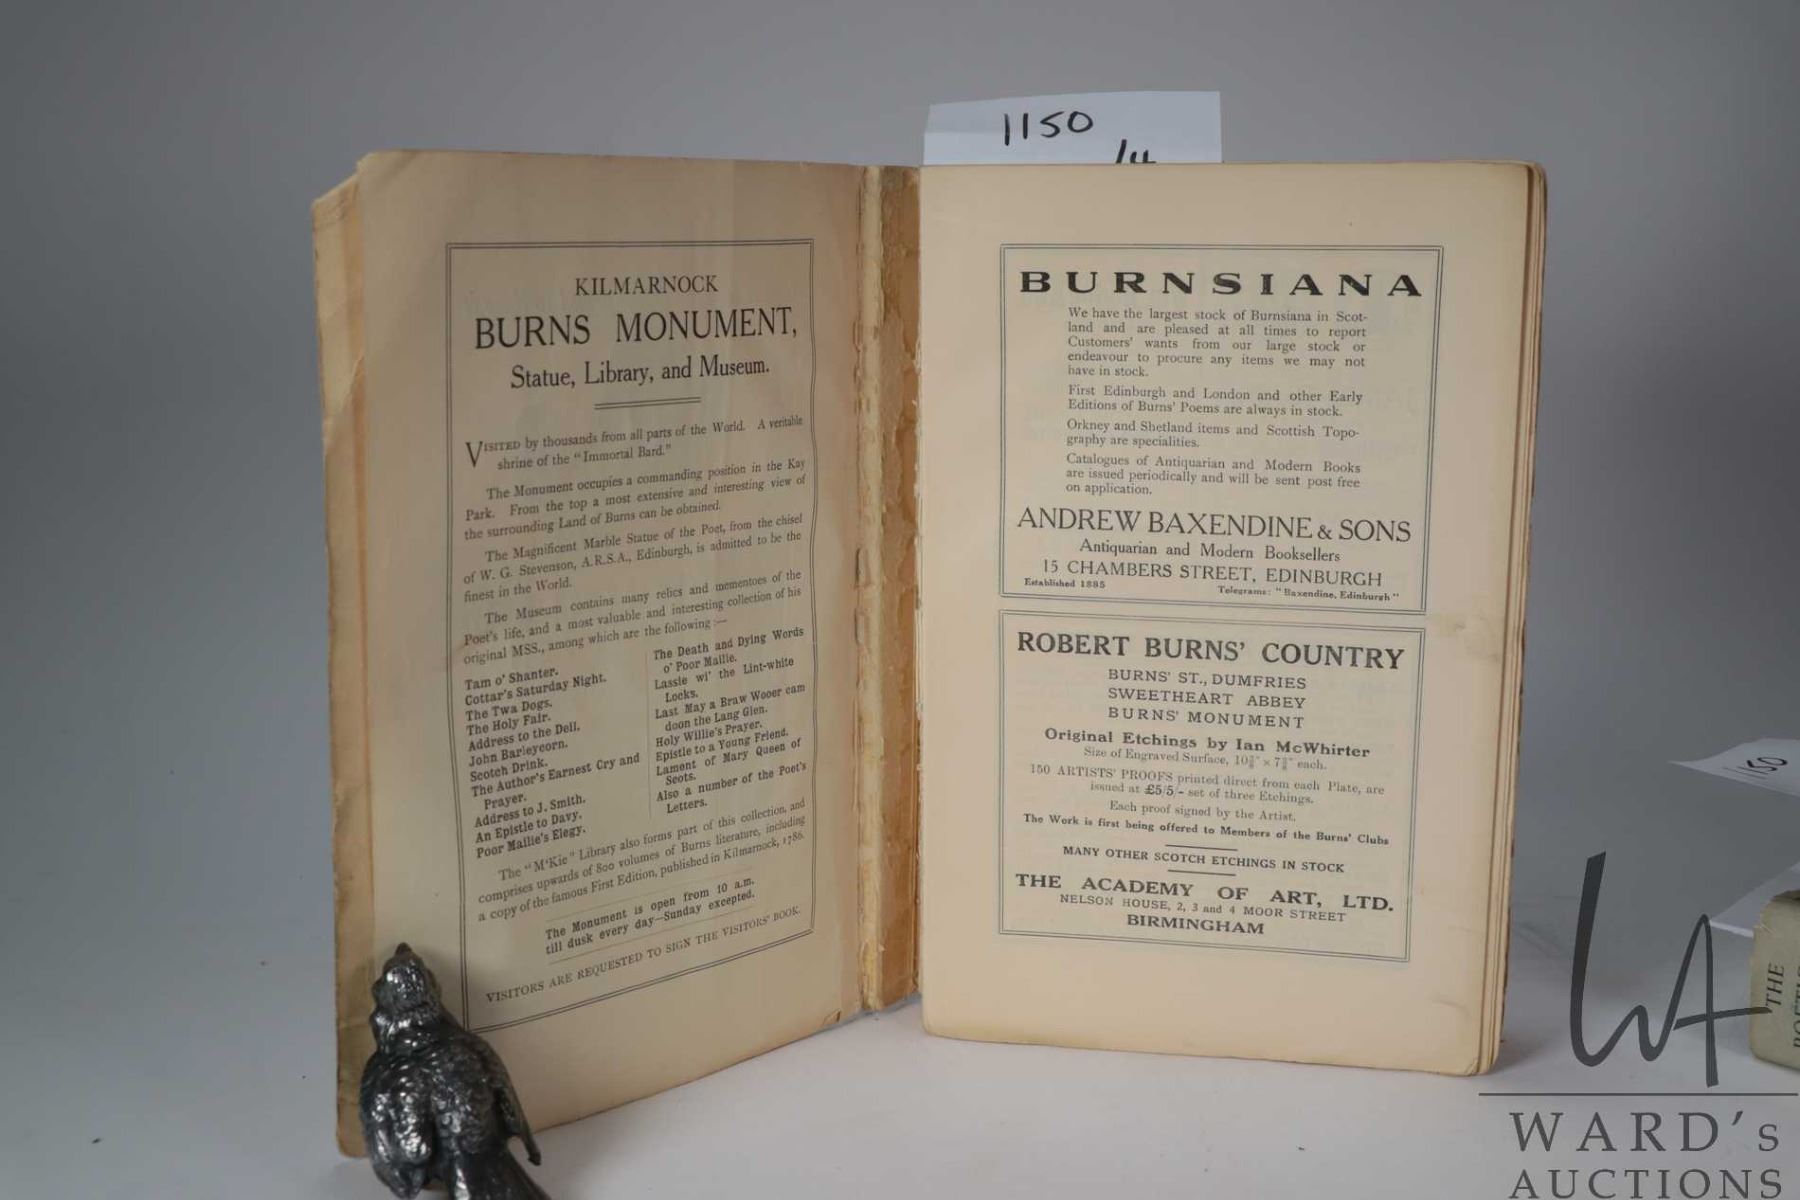 1150
/4
KILMARNOCK
BURNS MONUMENT,
Statue, Library, and Museum.
VISITED by thousands from all parts of the World. A veritable
shrine of the "Immortal Bard."
The Monument occupies a commanding position in the Kay
Park. From the top a most extensive and interesting view of
the surrounding Land of Burns can be obtained.
The Magnificent Marble Statue of the Poet, from the chisel
of W. G. Stevenson, A.R.S.A., Edinburgh, is admitted to be the
finest in the World.
The Museum contains many relics and mementoes of the
Poet's life, and a most valuable and interesting collection of his
original MSS., among which are the following:—
Tam o' Shanter.
Cottar's Saturday Night.
The Twa Dogs.
The Holy Fair.
Address to the Deil.
John Barleycorn.
Scotch Drink.
The Author's Earnest Cry and
Prayer.
Address to J. Smith.
An Epistle to Davy.
Poor Mailie's Elegy.
The Death and Dying Words
o' Poor Mailie.
Lassie wi' the Lint-white
Locks.
Last May a Braw Wooer cam
doon the Lang Glen.
Holy Willie's Prayer.
Epistle to a Young Friend.
Lament of Mary Queen of
Scots.
Also a number of the Poet's
Letters.
The "M'Kie" Library also forms part of this collection, and
comprises upwards of 800 volumes of Burns literature, including
a copy of the famous First Edition, published in Kilmarnock, 1786.
The Monument is open from 10 a.m.
till dusk every day—Sunday excepted.
VISITORS ARE REQUESTED TO SIGN THE VISITORS' BOOK.
BURNSIANA
We have the largest stock of Burnsiana in Scot-
land and are pleased at all times to report
Customers' wants from our large stock or
endeavour to procure any items we may not
have in stock.
First Edinburgh and London and other Early
Editions of Burns' Poems are always in stock.
Orkney and Shetland items and Scottish Topo-
graphy are specialities.
Catalogues of Antiquarian and Modern Books
are issued periodically and will be sent post free
on application.
ANDREW BAXENDINE & SONS
Antiquarian and Modern Booksellers
15 CHAMBERS STREET, EDINBURGH
Established 1885 Telegrams: "Baxendine, Edinburgh"
ROBERT BURNS' COUNTRY
BURNS' ST., DUMFRIES
SWEETHEART ABBEY
BURNS' MONUMENT
Original Etchings by Ian McWhirter
Size of Engraved Surface, 10⅜" × 7⅜" each.
150 ARTISTS' PROOFS printed direct from each Plate, are
issued at £5/5/- set of three Etchings.
Each proof signed by the Artist.
The Work is first being offered to Members of the Burns' Clubs
MANY OTHER SCOTCH ETCHINGS IN STOCK
THE ACADEMY OF ART, LTD.
NELSON HOUSE, 2, 3 and 4 MOOR STREET
BIRMINGHAM
1150
THE
WA
WARD's
AUCTIONS